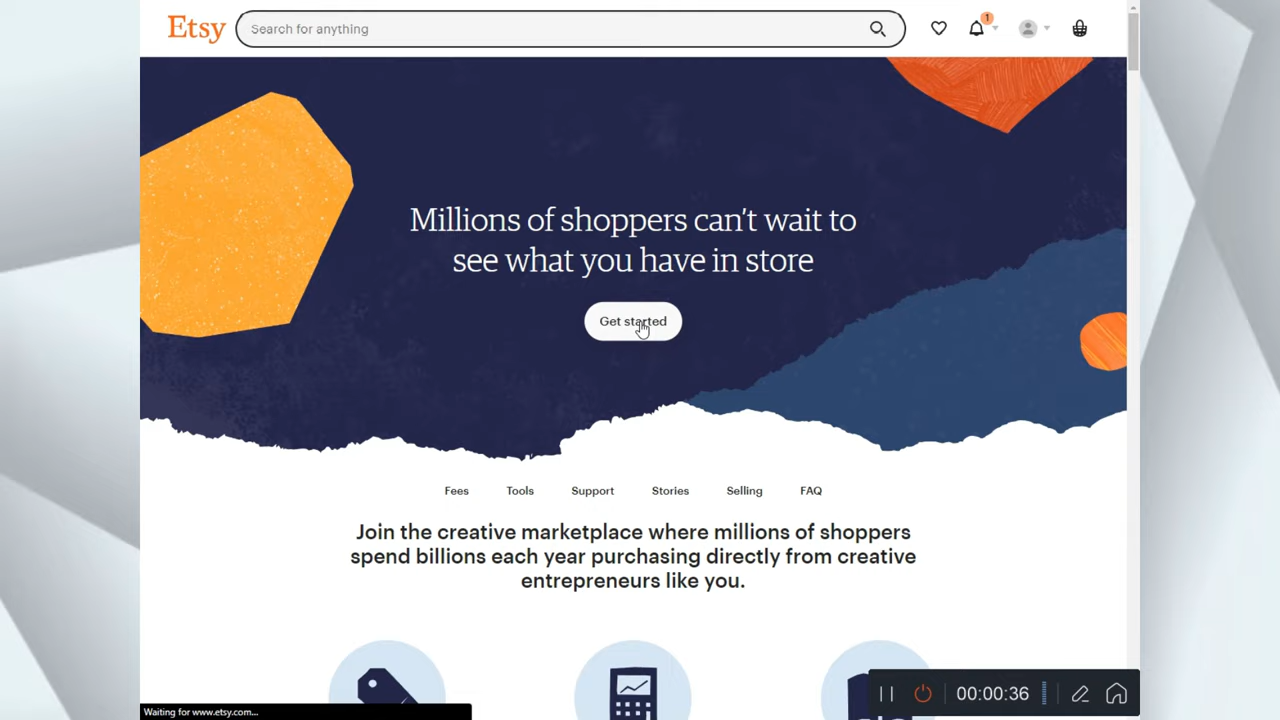 Etsy
Search for anything
1
Millions of shoppers can't wait to
see what you have in store
Get started
Fees Tools Support Stories Selling FAQ
Join the creative marketplace where millions of shoppers
spend billions each year purchasing directly from creative
entrepreneurs like you.
00:00:36
Waiting for www.etsy.com...